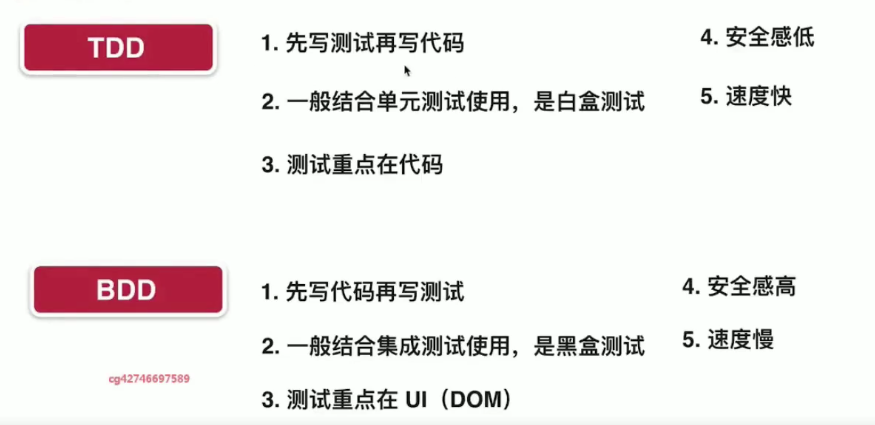 TDD
1. 先写测试再写代码
2. 一般结合单元测试使用，是白盒测试
3. 测试重点在代码
4. 安全感低
5. 速度快
BDD
1. 先写代码再写测试
2. 一般结合集成测试使用，是黑盒测试
3. 测试重点在 UI（DOM）
4. 安全感高
5. 速度慢
cg42746697589